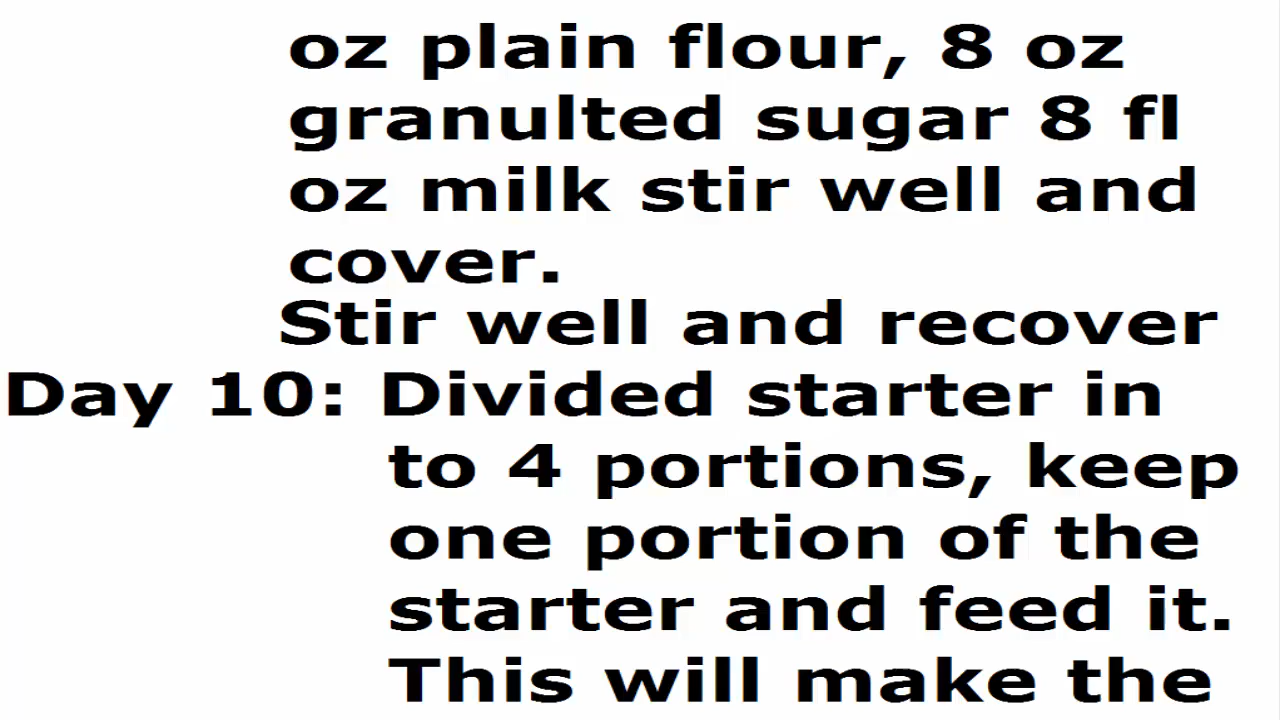 oz plain flour, 8 oz
granulted sugar 8 fl
oz milk stir well and
cover.
Stir well and recover
Day 10: Divided starter in
to 4 portions, keep
one portion of the
starter and feed it.
This will make the